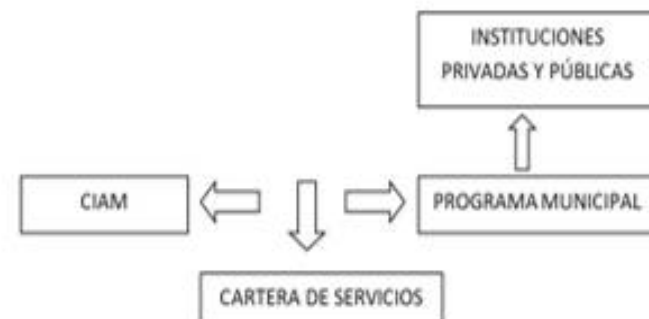 INSTITUCIONES
PRIVADAS Y PÚBLICAS
CIAM
PROGRAMA MUNICIPAL
CARTERA DE SERVICIOS